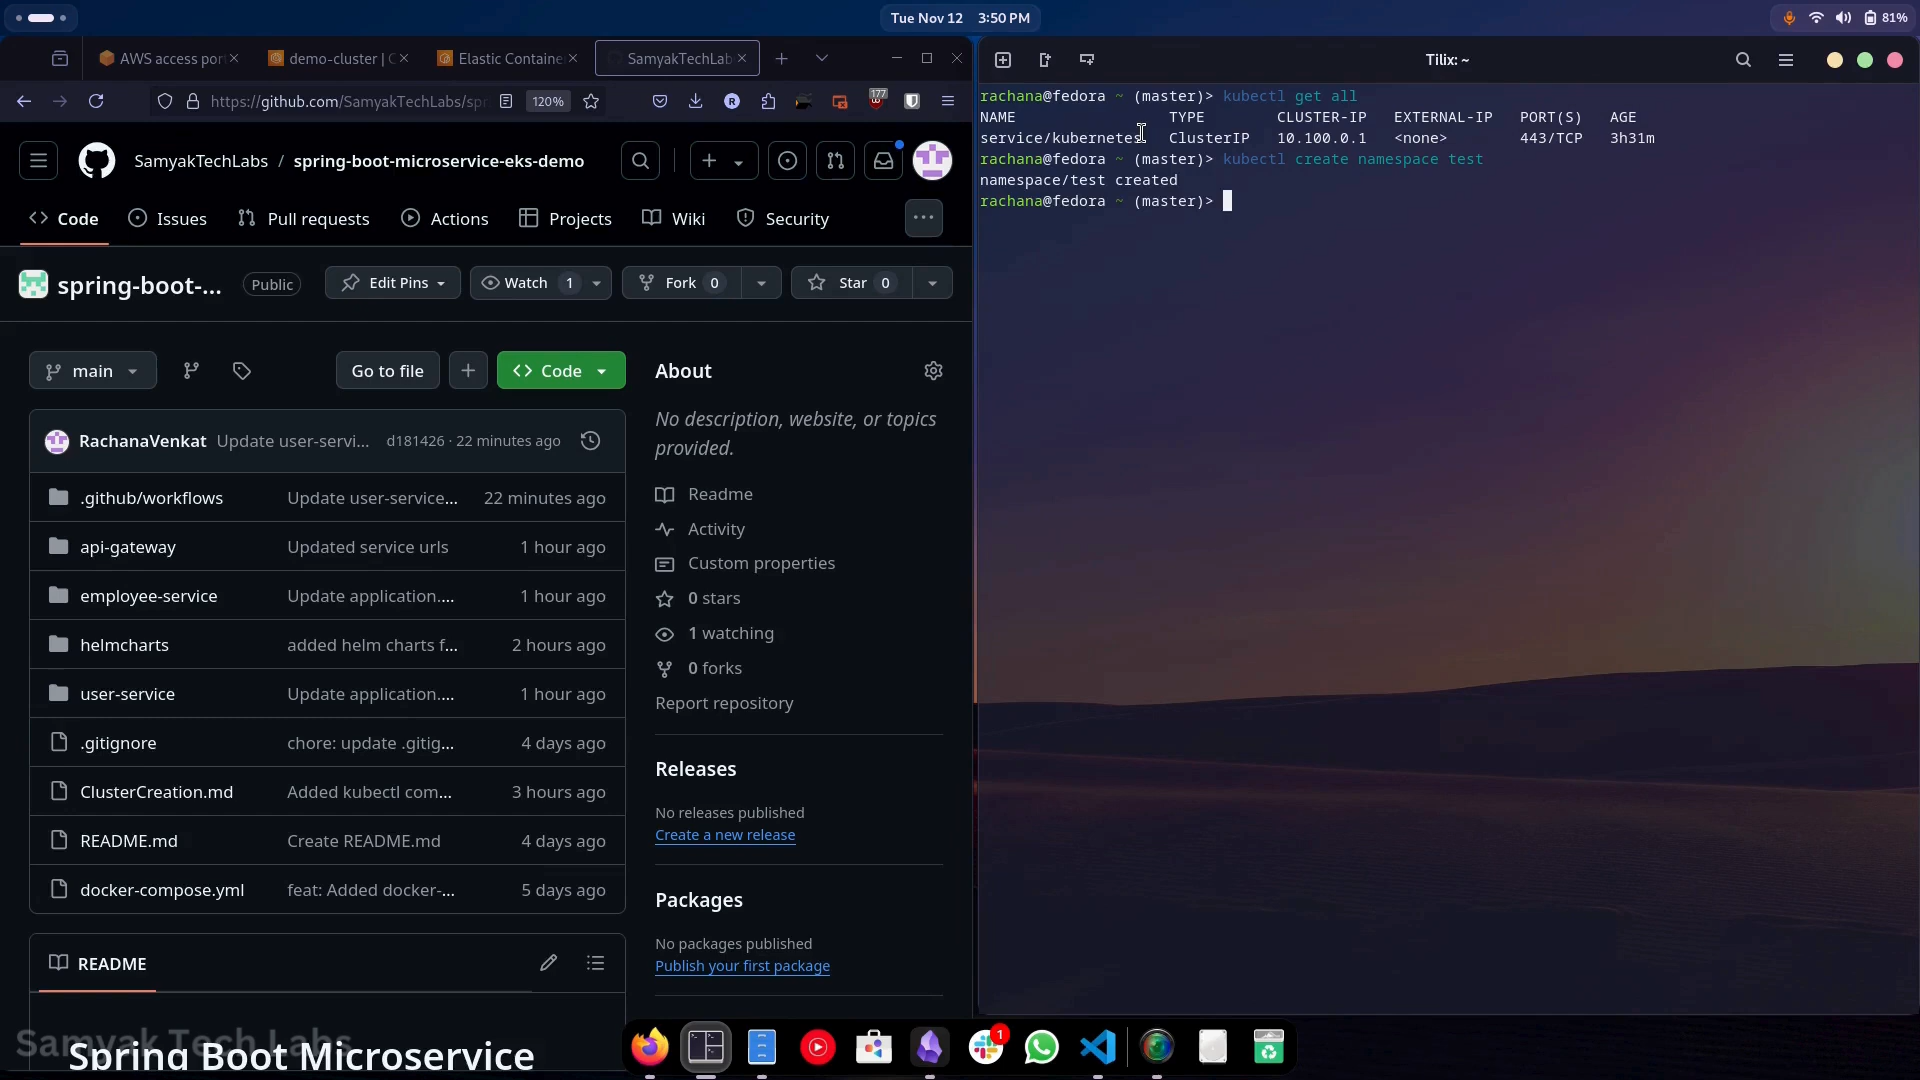 Tue Nov 12 3:50 PM
81%
AWS access por
demo-cluster | C
Elastic Containe
SamyakTechLab
https://github.com/SamyakTechLabs/spr
120%
R
177
SamyakTechLabs / spring-boot-microservice-eks-demo
Code Issues Pull requests Actions Projects Wiki Security
spring-boot-...
Public
Edit Pins
Watch 1
Fork 0
Star 0
main
Go to file
Code
RachanaVenkat Update user-servi... d181426 · 22 minutes ago
.github/workflows Update user-service... 22 minutes ago
api-gateway Updated service urls 1 hour ago
employee-service Update application.... 1 hour ago
helmcharts added helm charts f... 2 hours ago
user-service Update application.... 1 hour ago
.gitignore chore: update .gitig... 4 days ago
ClusterCreation.md Added kubectl com... 3 hours ago
README.md Create README.md 4 days ago
docker-compose.yml feat: Added docker-... 5 days ago
README
Samyak Tech Labs
Spring Boot Microservice
About
No description, website, or topics
provided.
Readme
Activity
Custom properties
0 stars
1 watching
0 forks
Report repository
Releases
No releases published
Create a new release
Packages
No packages published
Publish your first package
Tilix: ~
rachana@fedora ~ (master)> kubectl get all
NAME TYPE CLUSTER-IP EXTERNAL-IP PORT(S) AGE
service/kubernetes ClusterIP 10.100.0.1 <none> 443/TCP 3h31m
rachana@fedora ~ (master)> kubectl create namespace test
namespace/test created
rachana@fedora ~ (master)>
1